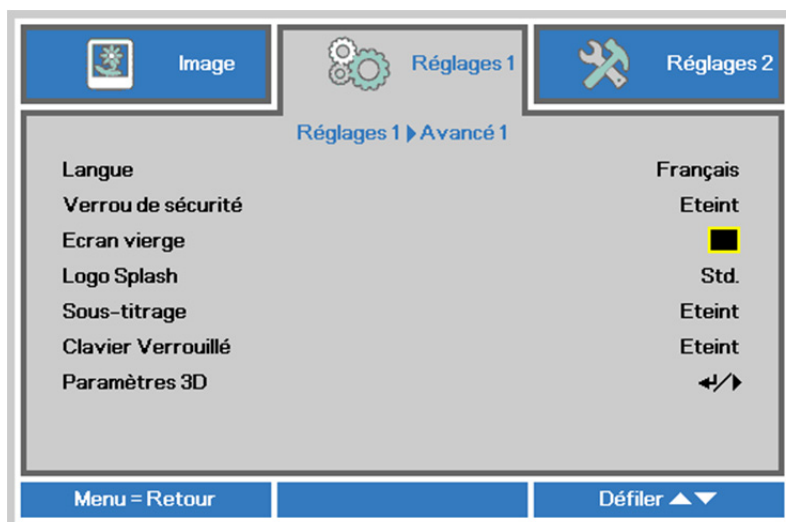 Image
Réglages 1
Réglages 2
Réglages 1 ▶ Avancé 1
Langue Français
Verrou de sécurité Eteint
Ecran vierge
Logo Splash Std.
Sous-titrage Eteint
Clavier Verrouillé Eteint
Paramètres 3D ↵/▶
Menu = Retour
Défiler ▲▼